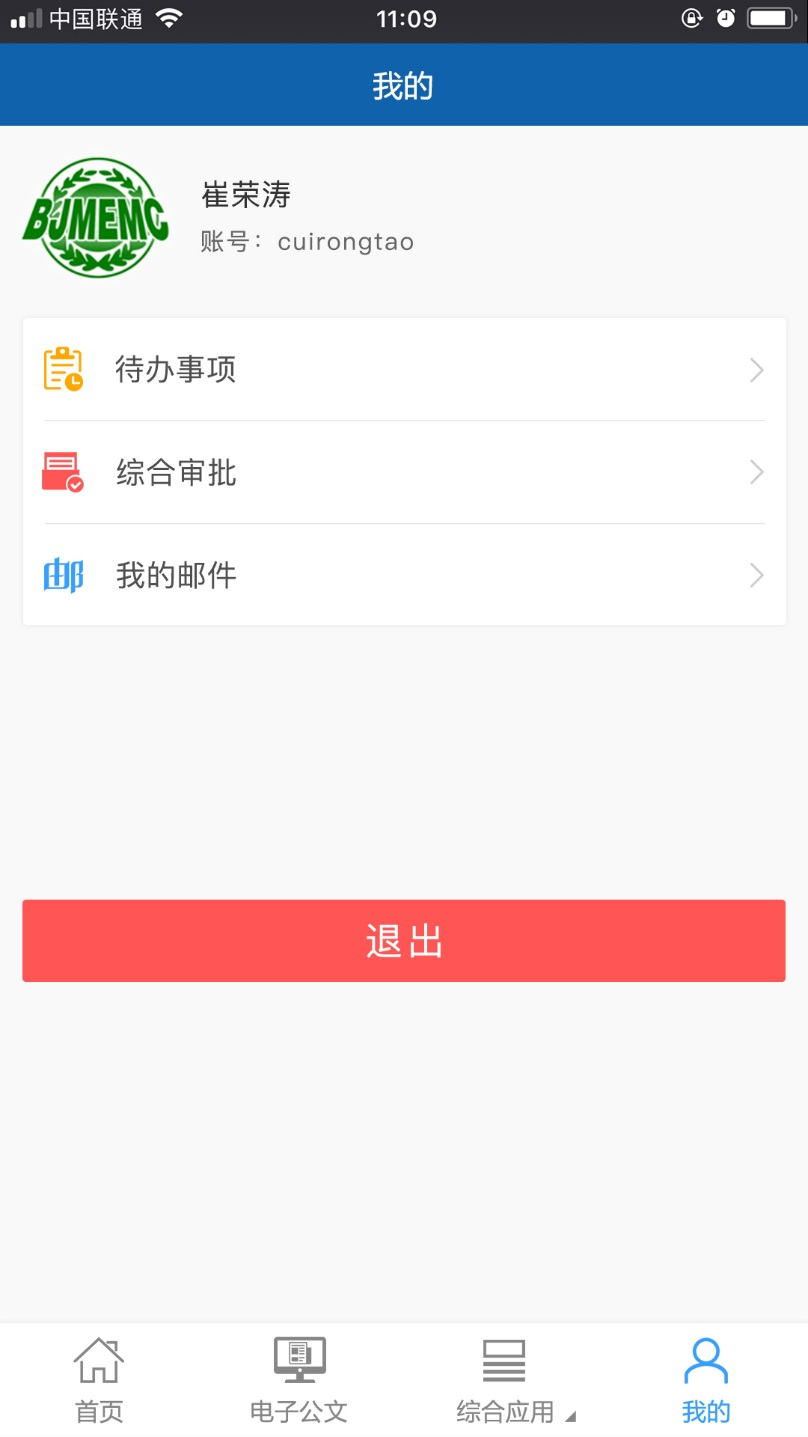 中国联通
11:09
我的
BJMEMC
崔荣涛
账号：cuirongtao
待办事项
综合审批
邮 我的邮件
退出
首页
电子公文
综合应用
我的